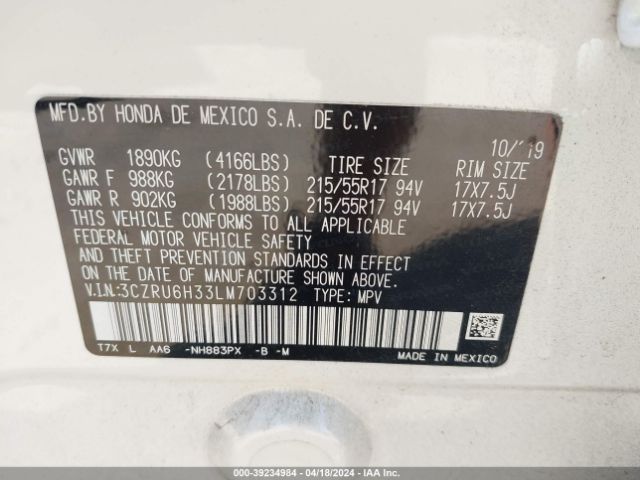 MFD.BY HONDA DE MEXICO S.A. DE C.V.
10/'19
GVWR 1890KG (4166LBS) TIRE SIZE RIM SIZE
GAWR F 988KG (2178LBS) 215/55R17 94V 17X7.5J
GAWR R 902KG (1988LBS) 215/55R17 94V 17X7.5J
THIS VEHICLE CONFORMS TO ALL APPLICABLE
FEDERAL MOTOR VEHICLE SAFETY
AND THEFT PREVENTION STANDARDS IN EFFECT
ON THE DATE OF MANUFACTURE SHOWN ABOVE.
V.I.N:3CZRU6H33LM703312 TYPE: MPV
T7X L AA6 -NH883PX -B -M
MADE IN MEXICO
000-39234984 - 04/18/2024 - IAA Inc.